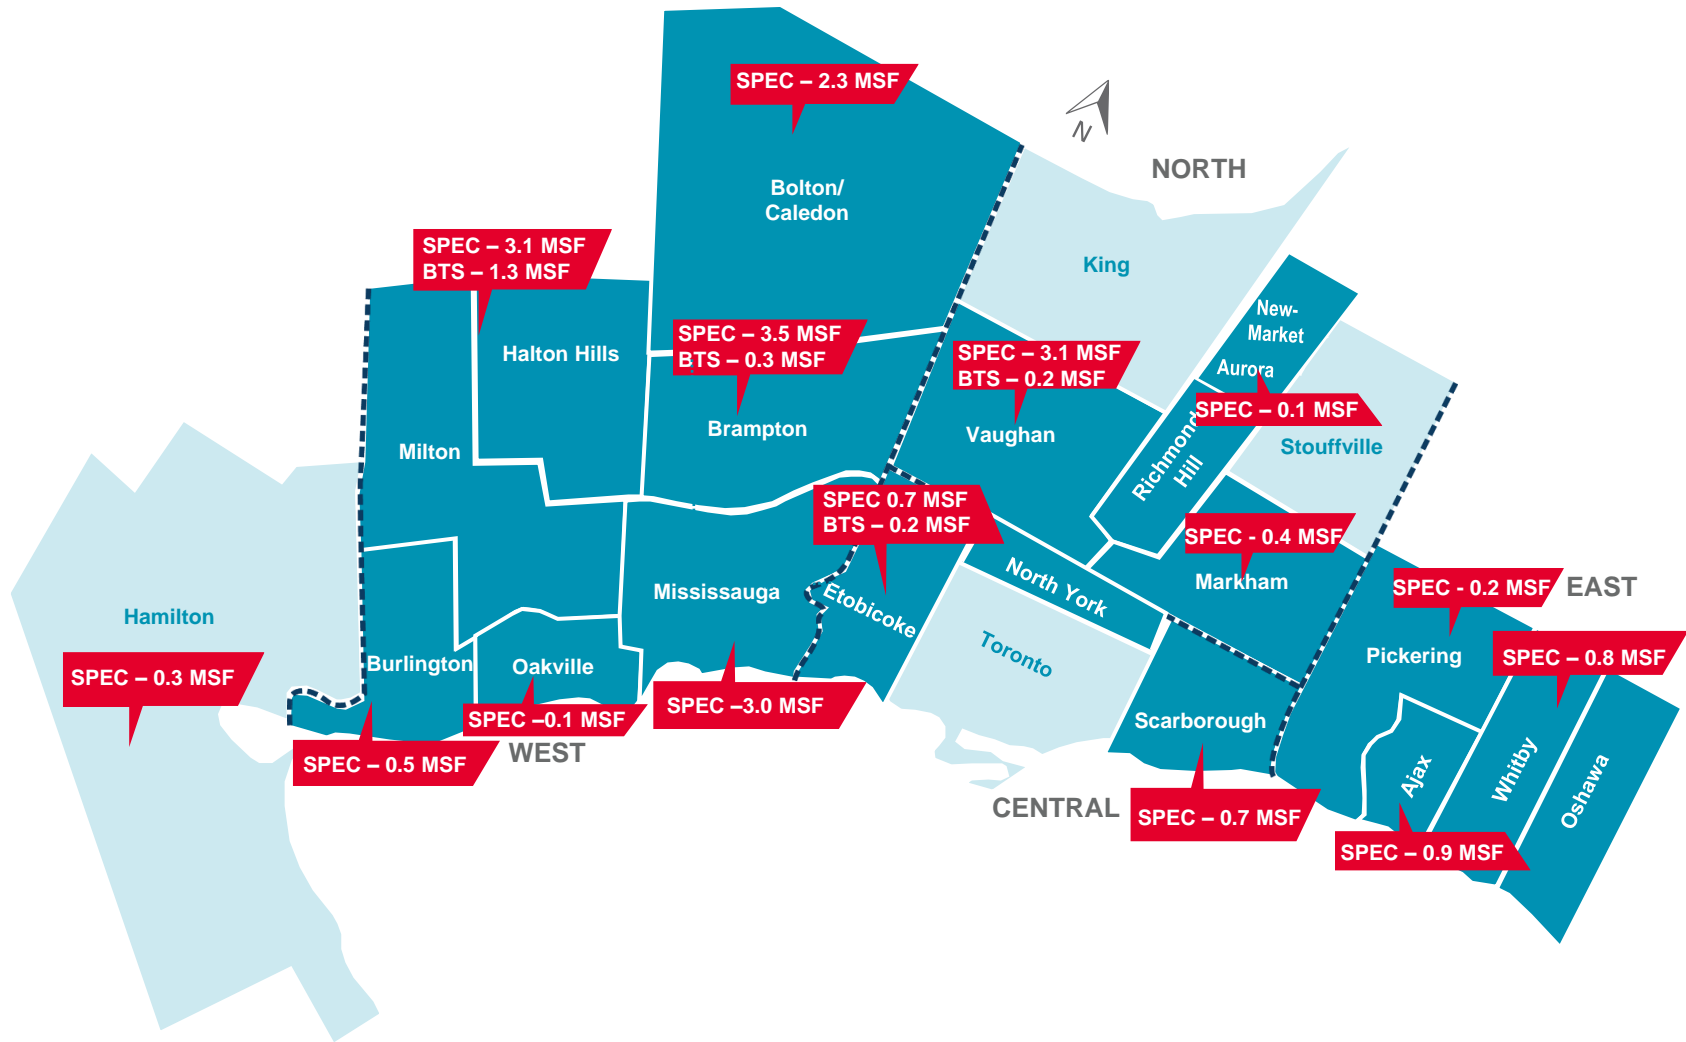 SPEC – 2.3 MSF
N
NORTH
Bolton/
Caledon
SPEC – 3.1 MSF
BTS – 1.3 MSF
King
New-
Market
Aurora
Halton Hills
SPEC – 3.5 MSF
BTS – 0.3 MSF
SPEC – 3.1 MSF
BTS – 0.2 MSF
SPEC – 0.1 MSF
Brampton
Vaughan
Richmond
Hill
Stouffville
Milton
SPEC 0.7 MSF
BTS – 0.2 MSF
SPEC - 0.4 MSF
Markham
North York
Mississauga
Etobicoke
SPEC - 0.2 MSF
EAST
Hamilton
Toronto
Pickering
SPEC – 0.8 MSF
Burlington
Oakville
SPEC – 0.3 MSF
SPEC –0.1 MSF
SPEC –3.0 MSF
Scarborough
WEST
SPEC – 0.5 MSF
Ajax
Whitby
Oshawa
CENTRAL
SPEC – 0.7 MSF
SPEC – 0.9 MSF